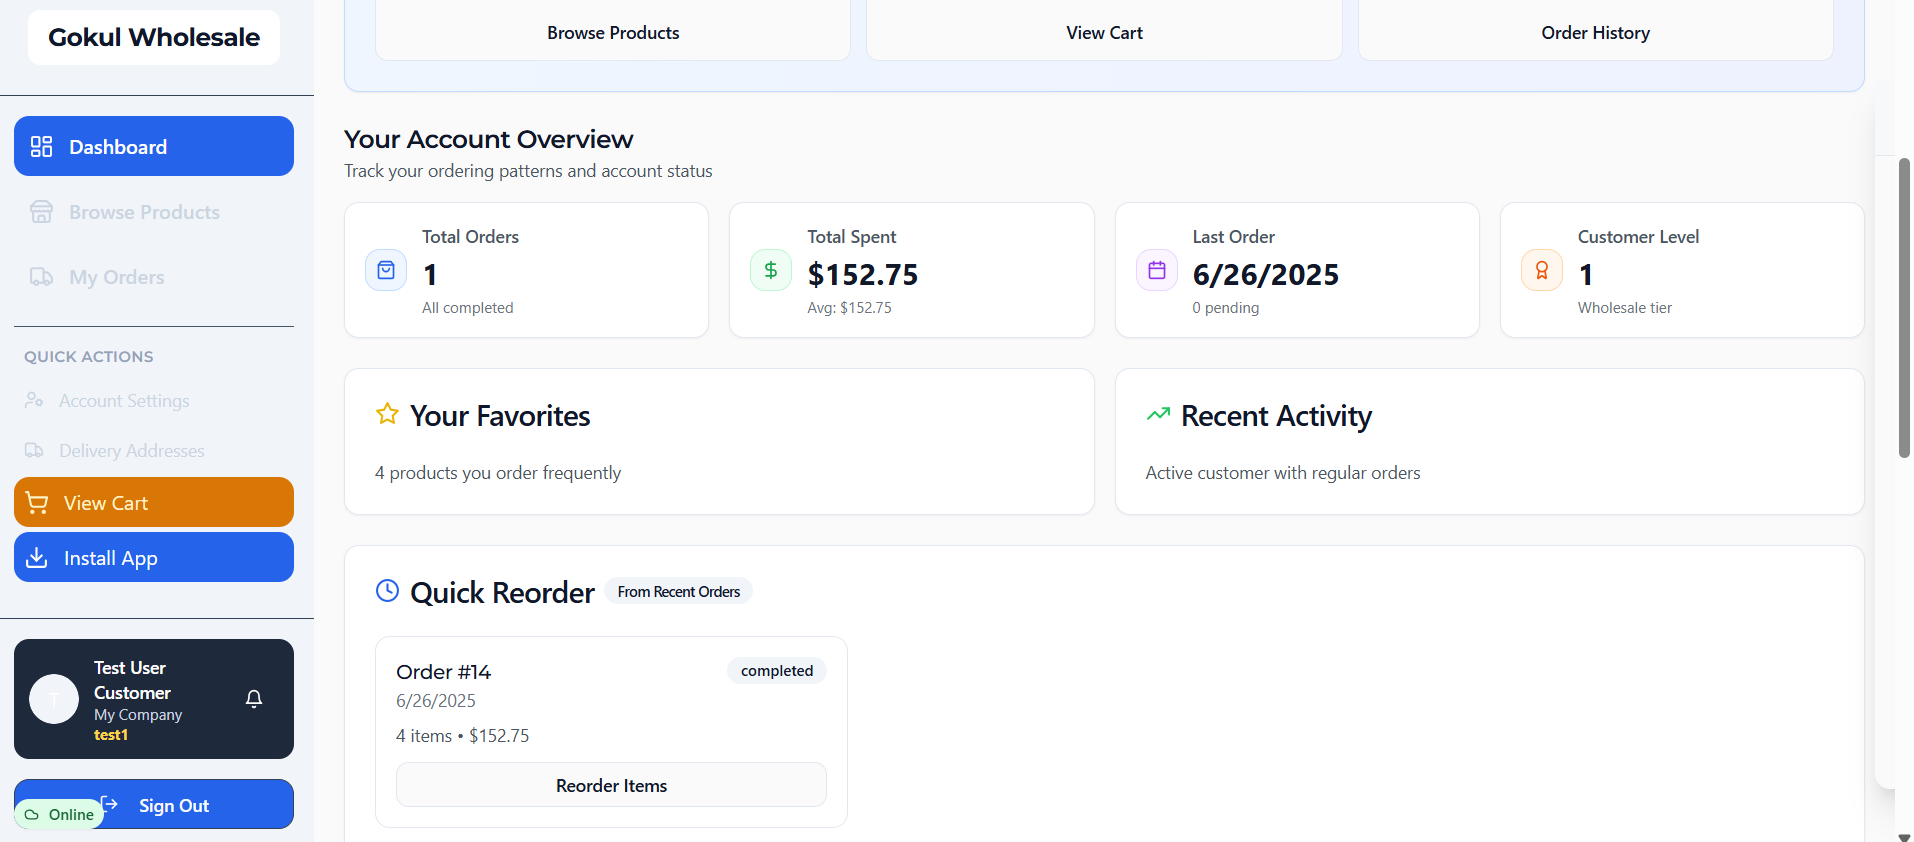 Gokul Wholesale
Dashboard
Browse Products
My Orders
QUICK ACTIONS
Account Settings
Delivery Addresses
View Cart
Install App
Test User
Customer
My Company
test1
T
Sign Out
Online
Browse Products
View Cart
Order History
Your Account Overview
Track your ordering patterns and account status
Total Orders
1
All completed
Total Spent
$152.75
Avg: $152.75
Last Order
6/26/2025
0 pending
Customer Level
1
Wholesale tier
Your Favorites
4 products you order frequently
Recent Activity
Active customer with regular orders
Quick Reorder
From Recent Orders
Order #14
completed
6/26/2025
4 items • $152.75
Reorder Items